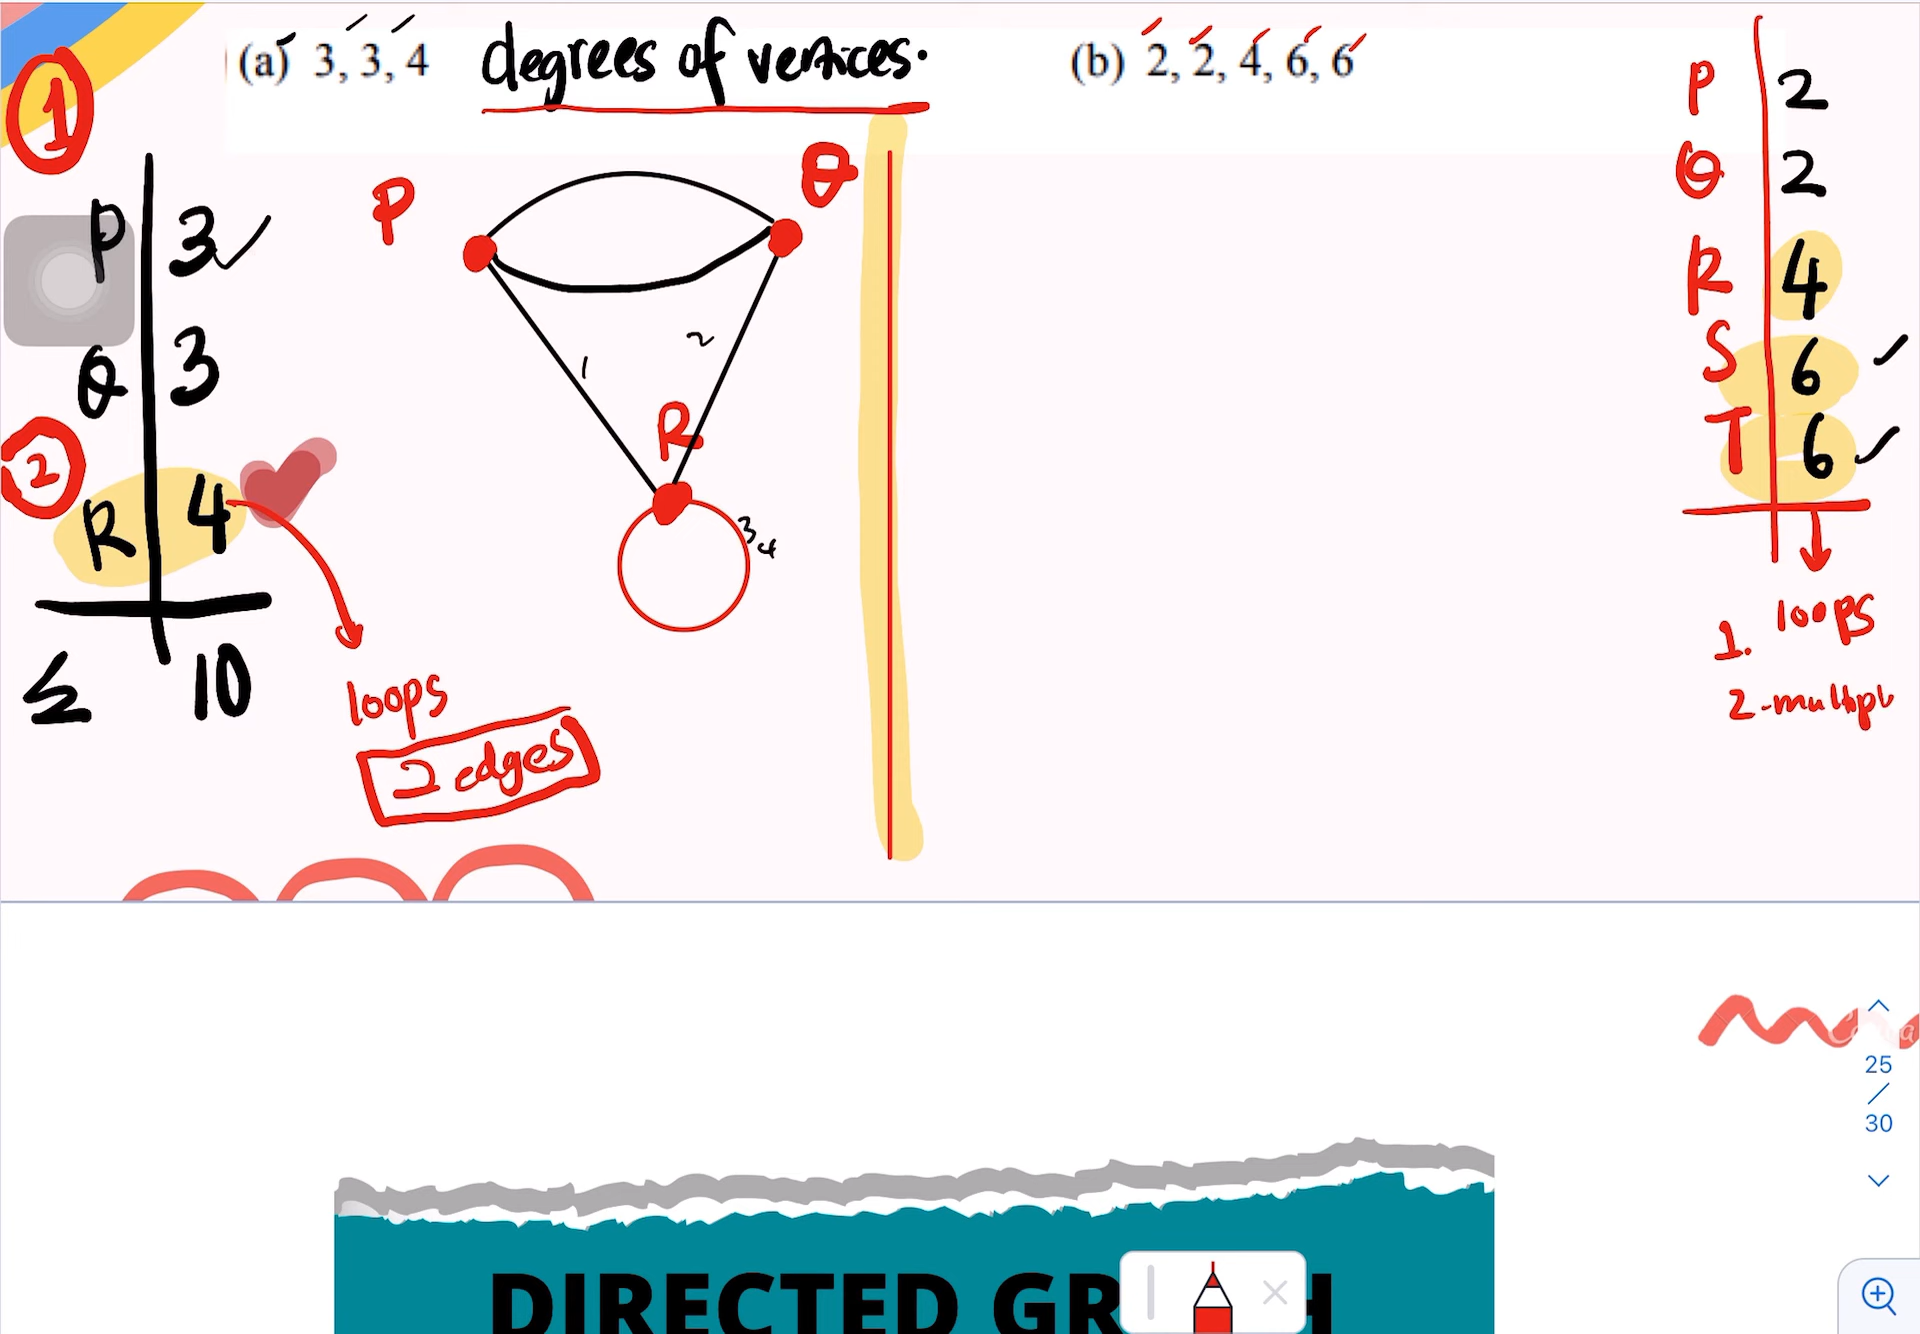 (a) 3, 3, 4 degrees of vertices.
(b) 2, 2, 4, 6, 6
1
P 3
Q 3
2
R 4
Σ 10
loops
2 edges
P
Q
1
2
R
3
4
P 2
Q 2
R 4
S 6
T 6
1. loops
2-multipl
25
/
30
DIRECTED GR H